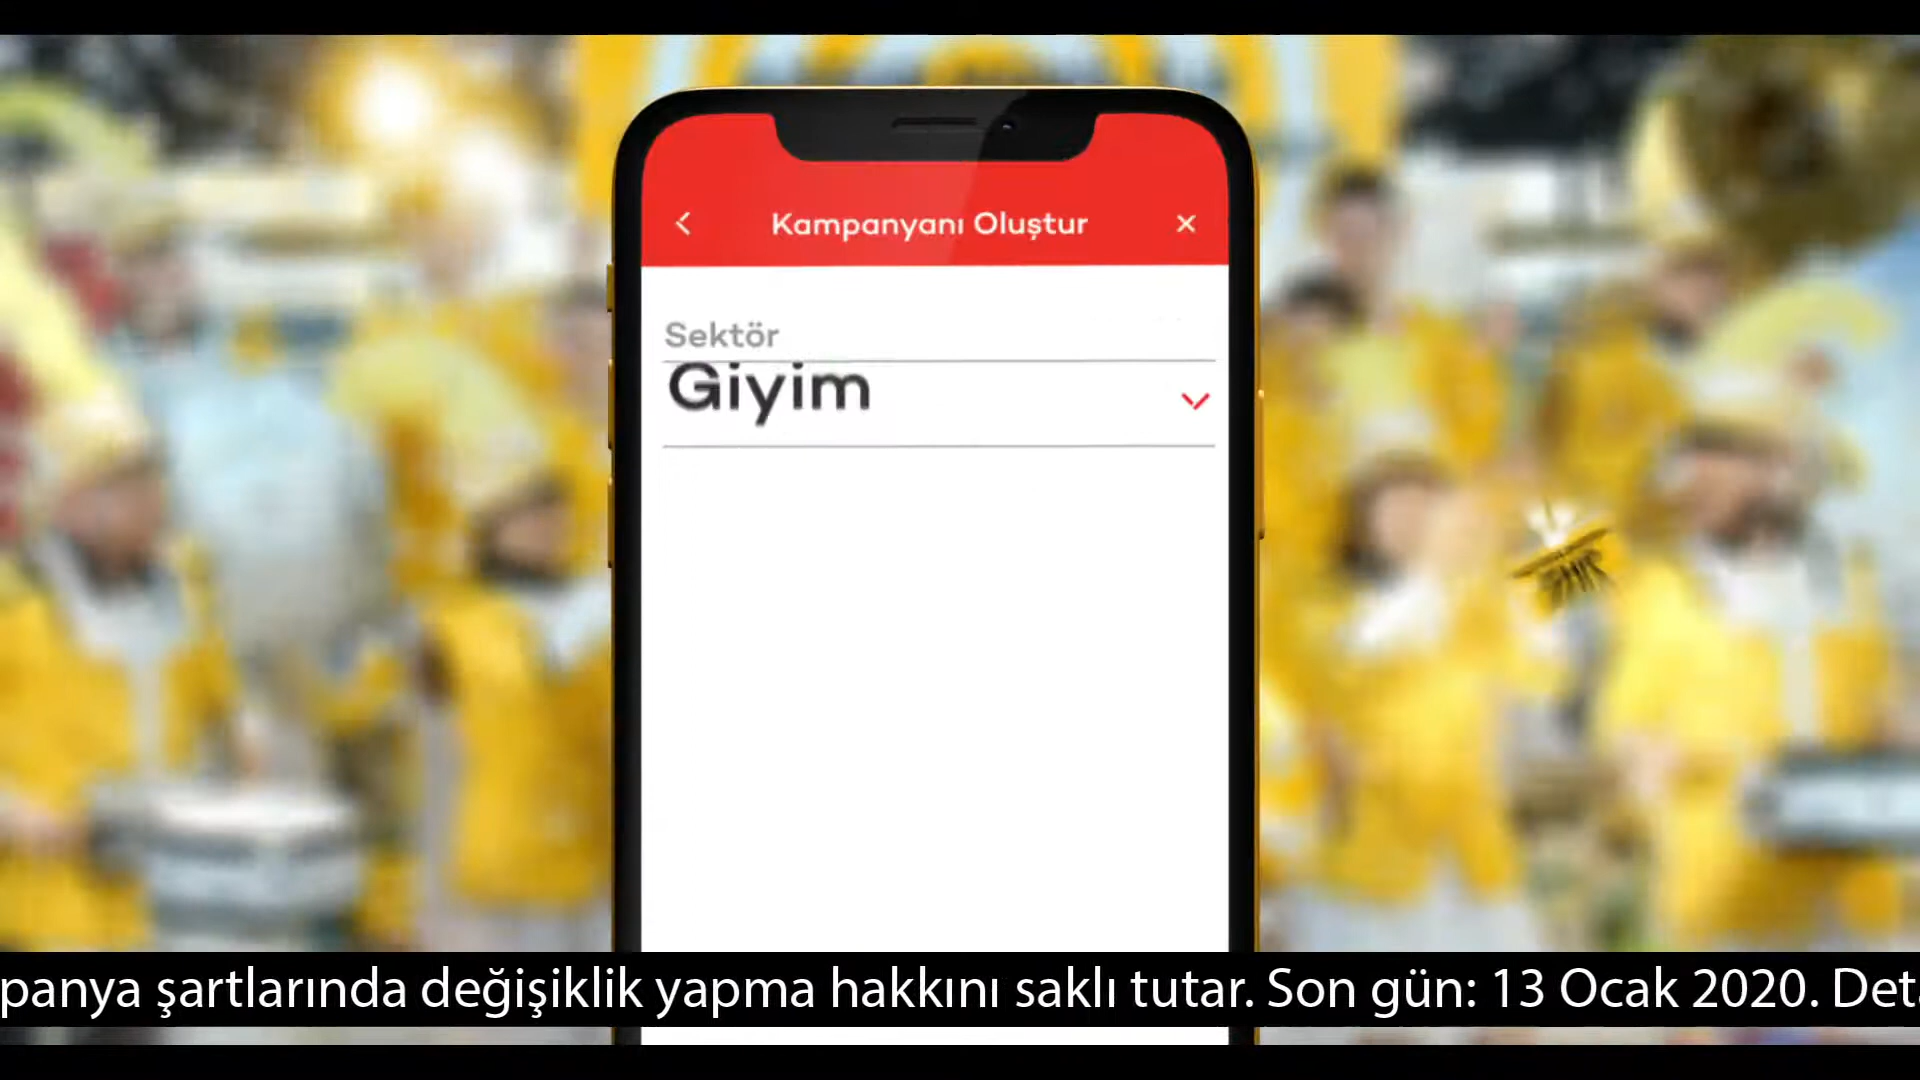 Kampanyanı Oluştur
Sektör
Giyim
panya şartlarında değişiklik yapma hakkını saklı tutar. Son gün: 13 Ocak 2020. Det